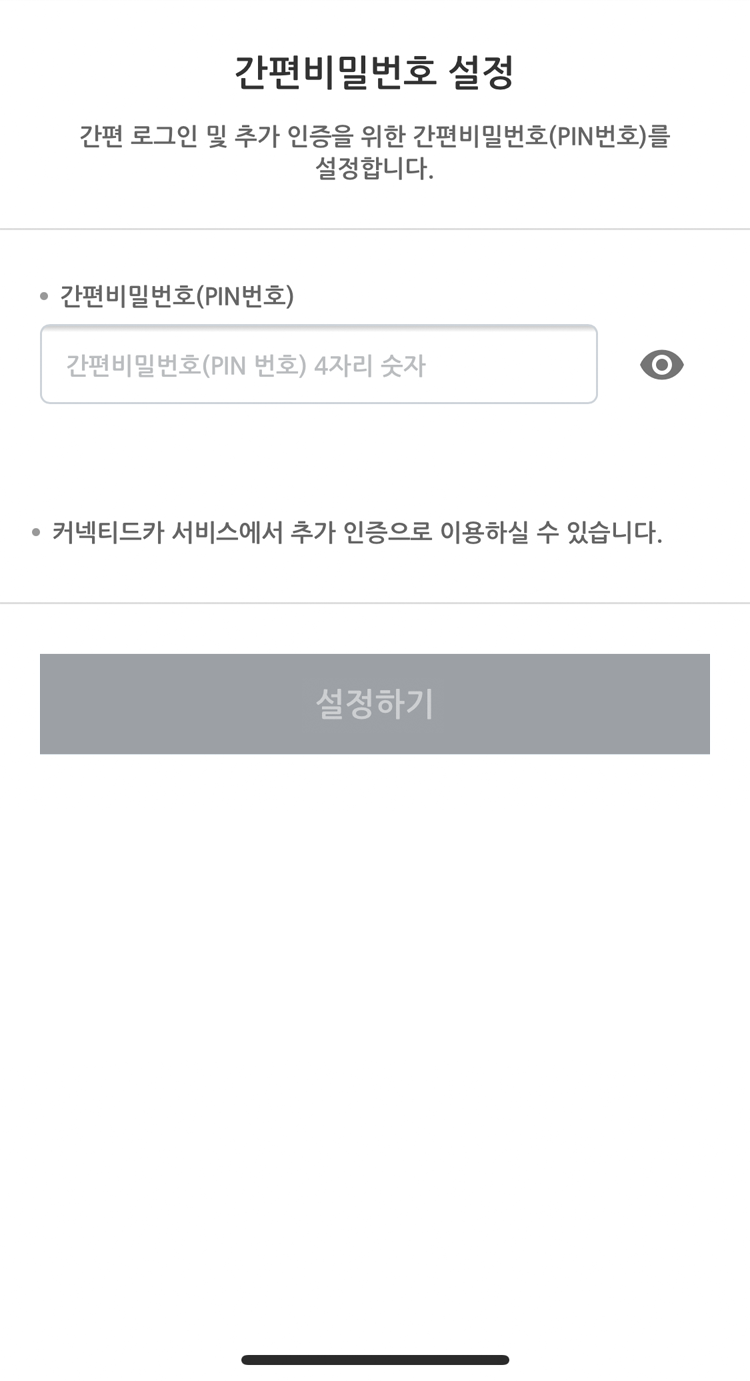 간편비밀번호 설정
간편 로그인 및 추가 인증을 위한 간편비밀번호(PIN번호)를
설정합니다.
• 간편비밀번호(PIN번호)
간편비밀번호(PIN 번호) 4자리 숫자
• 커넥티드카 서비스에서 추가 인증으로 이용하실 수 있습니다.
설정하기